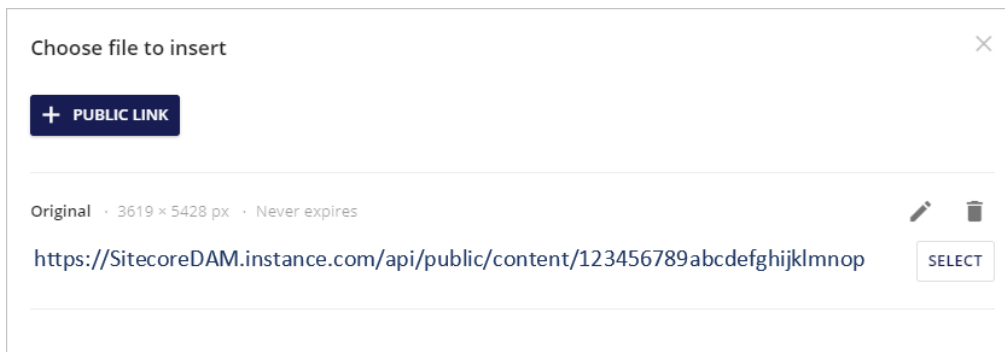 Choose file to insert
+ PUBLIC LINK
Original · 3619 × 5428 px · Never expires
https://SitecoreDAM.instance.com/api/public/content/123456789abcdefghijklmnop
SELECT